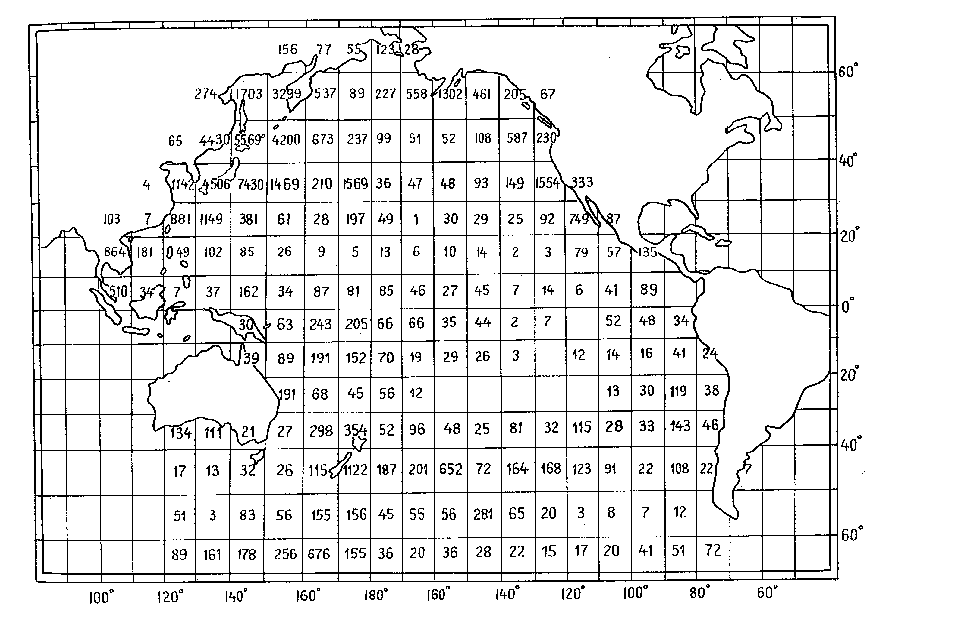 156 77 55 123 28
60°
274 1703 3299 537 89 227 558 1302 461 205 67
65 4430 5569 4200 673 237 99 51 52 108 587 230
40°
4 1142 4506 7430 1469 210 1569 36 47 48 93 149 1554 333
103 7 881 1149 381 61 28 197 49 1 30 29 25 92 749 87
20°
864 181 49 102 85 26 9 5 13 6 10 14 2 3 79 57 135
510 34 7 37 162 34 87 81 85 46 27 45 7 14 6 41 89
0°
30 63 243 205 66 66 35 44 2 7 52 48 34
39 89 191 152 70 19 29 26 3 12 14 16 41 24
20°
191 68 45 56 12 13 30 119 38
134 111 21 27 298 354 52 96 48 25 81 32 115 28 33 143 46
40°
17 13 32 26 115 1122 187 201 652 72 164 168 123 91 22 108 22
51 3 83 56 155 156 45 55 56 281 65 20 3 8 7 12
60°
89 161 178 256 676 155 36 20 36 28 22 15 17 20 41 51 72
100° 120° 140° 160° 180° 160° 140° 120° 100° 80° 60°